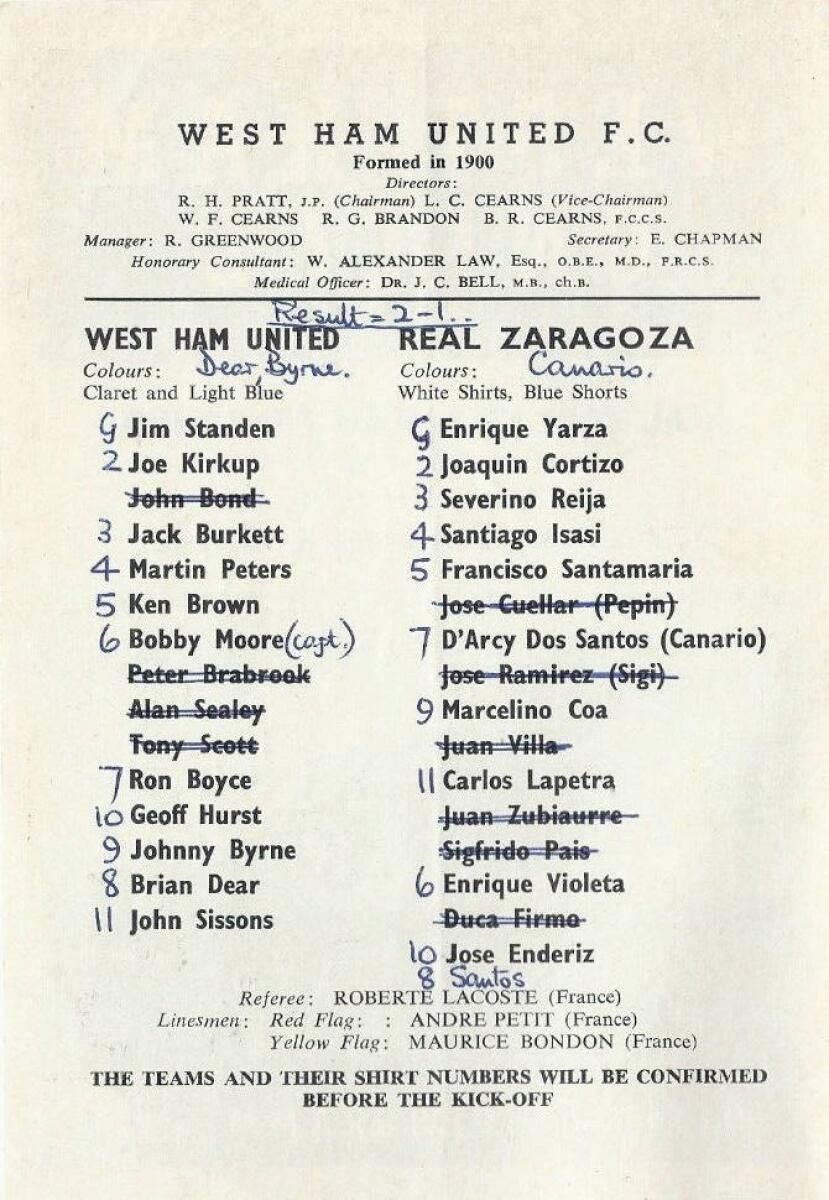 WEST HAM UNITED F.C.
Formed in 1900
Directors:
R. H. PRATT, J.P. (Chairman) L. C. CEARNS (Vice-Chairman)
W. F. CEARNS R. G. BRANDON B. R. CEARNS, F.C.C.S.
Manager: R. GREENWOOD Secretary: E. CHAPMAN
Honorary Consultant: W. ALEXANDER LAW, Esq., O.B.E., M.D., F.R.C.S.
Medical Officer: DR. J. C. BELL, M.B., ch.B.
Result = 2-1..
WEST HAM UNITED
Colours: Dear, Byrne.
Claret and Light Blue
G Jim Standen
2 Joe Kirkup
John Bond
3 Jack Burkett
4 Martin Peters
5 Ken Brown
6 Bobby Moore (capt.)
Peter Brabrook
Alan Sealey
Tony Scott
7 Ron Boyce
10 Geoff Hurst
9 Johnny Byrne
8 Brian Dear
11 John Sissons
REAL ZARAGOZA
Colours: Canario.
White Shirts, Blue Shorts
G Enrique Yarza
2 Joaquin Cortizo
3 Severino Reija
4 Santiago Isasi
5 Francisco Santamaria
Jose Cuellar (Pepin)
7 D'Arcy Dos Santos (Canario)
Jose Ramirez (Sigi)
9 Marcelino Coa
Juan Villa
11 Carlos Lapetra
Juan Zubiaurre
Sigfrido Pais
6 Enrique Violeta
Duca Firmo
10 Jose Enderiz
8 Santos
Referee: ROBERTE LACOSTE (France)
Linesmen: Red Flag: : ANDRE PETIT (France)
Yellow Flag: MAURICE BONDON (France)
THE TEAMS AND THEIR SHIRT NUMBERS WILL BE CONFIRMED
BEFORE THE KICK-OFF